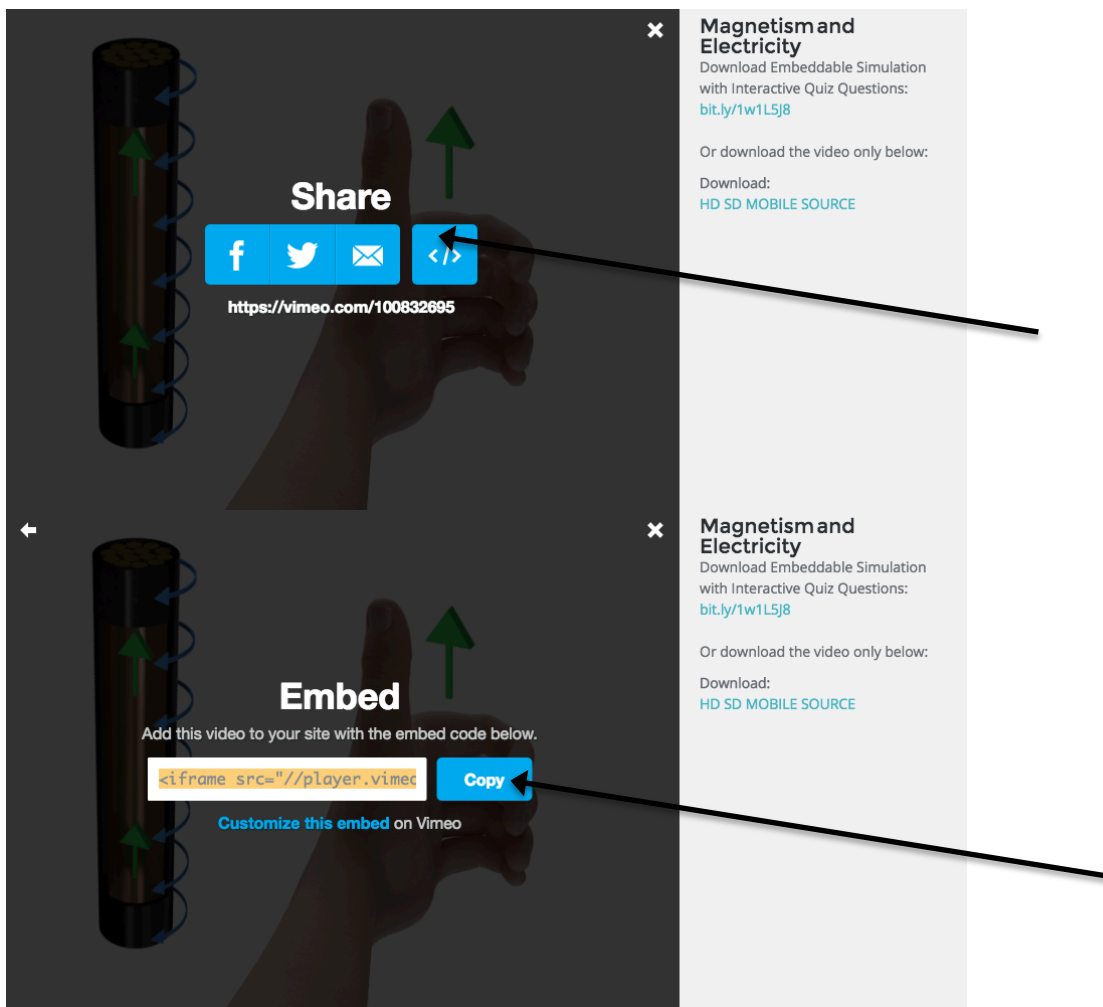 Magnetism and
Electricity
Download Embeddable Simulation
with Interactive Quiz Questions:
bit.ly/1w1L5J8
Or download the video only below:
Download:
HD SD MOBILE SOURCE
Share
f
</>
https://vimeo.com/100832695
Magnetism and
Electricity
Download Embeddable Simulation
with Interactive Quiz Questions:
bit.ly/1w1L5J8
Or download the video only below:
Download:
HD SD MOBILE SOURCE
Embed
Add this video to your site with the embed code below.
<iframe src="//player.vimec
Copy
Customize this embed on Vimeo